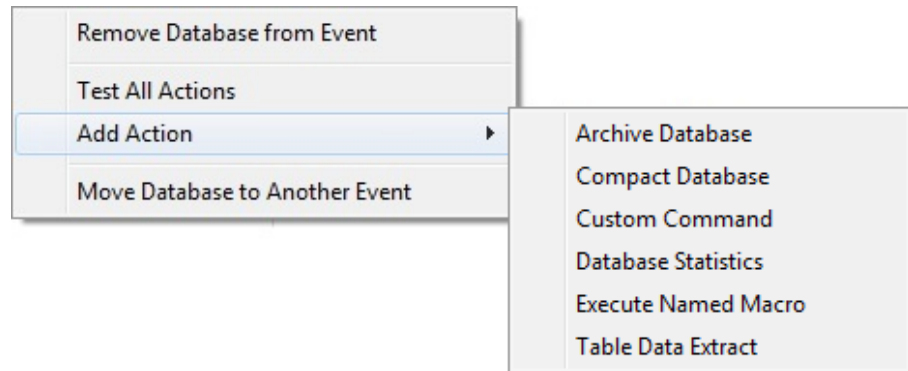 Remove Database from Event
Test All Actions
Add Action
Move Database to Another Event
Archive Database
Compact Database
Custom Command
Database Statistics
Execute Named Macro
Table Data Extract